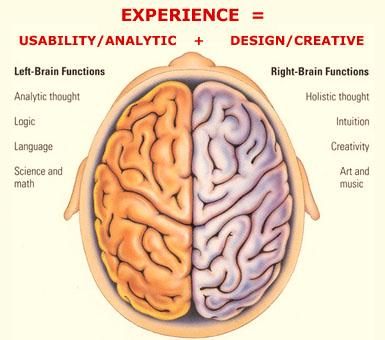 EXPERIENCE =
USABILITY/ANALYTIC + DESIGN/CREATIVE
Left-Brain Functions
Analytic thought
Logic
Language
Science and
math
Right-Brain Functions
Holistic thought
Intuition
Creativity
Art and
music